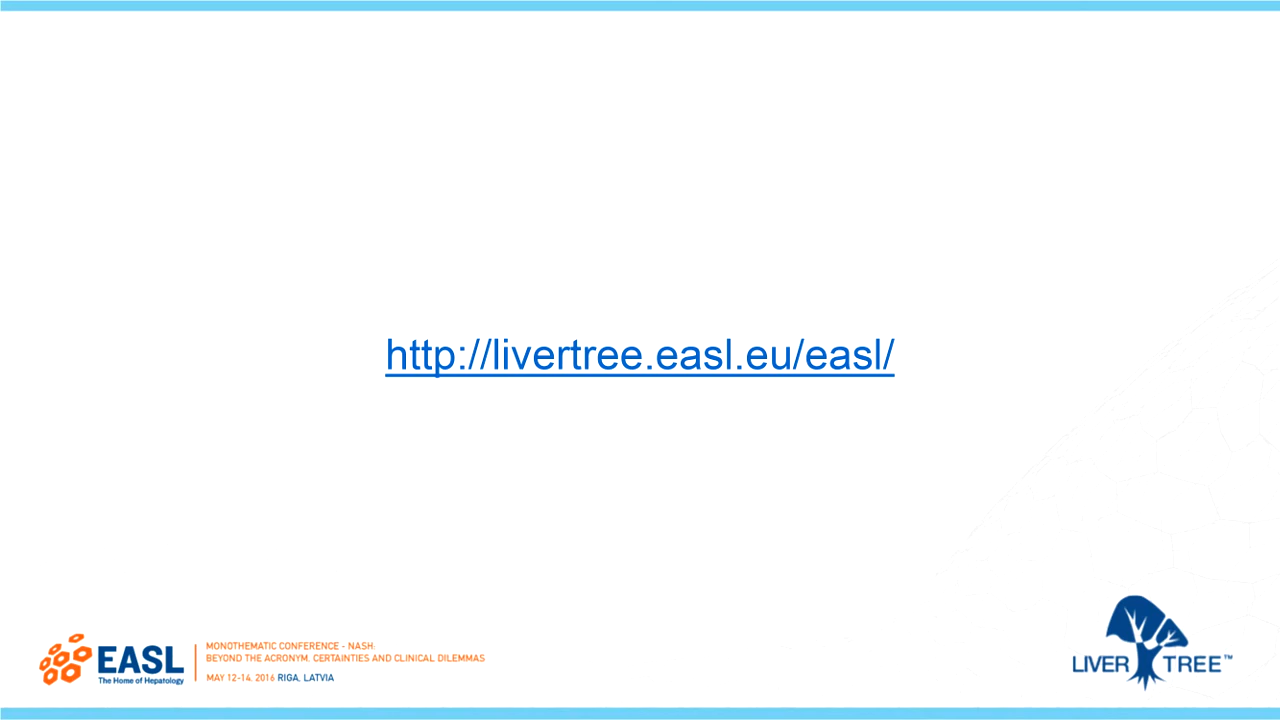 http://livertree.easl.eu/easl/
EASL
The Home of Hepatology
MONOTHEMATIC CONFERENCE - NASH:
BEYOND THE ACRONYM. CERTAINTIES AND CLINICAL DILEMMAS
MAY 12-14. 2016 RIGA, LATVIA
LIVER TREE™